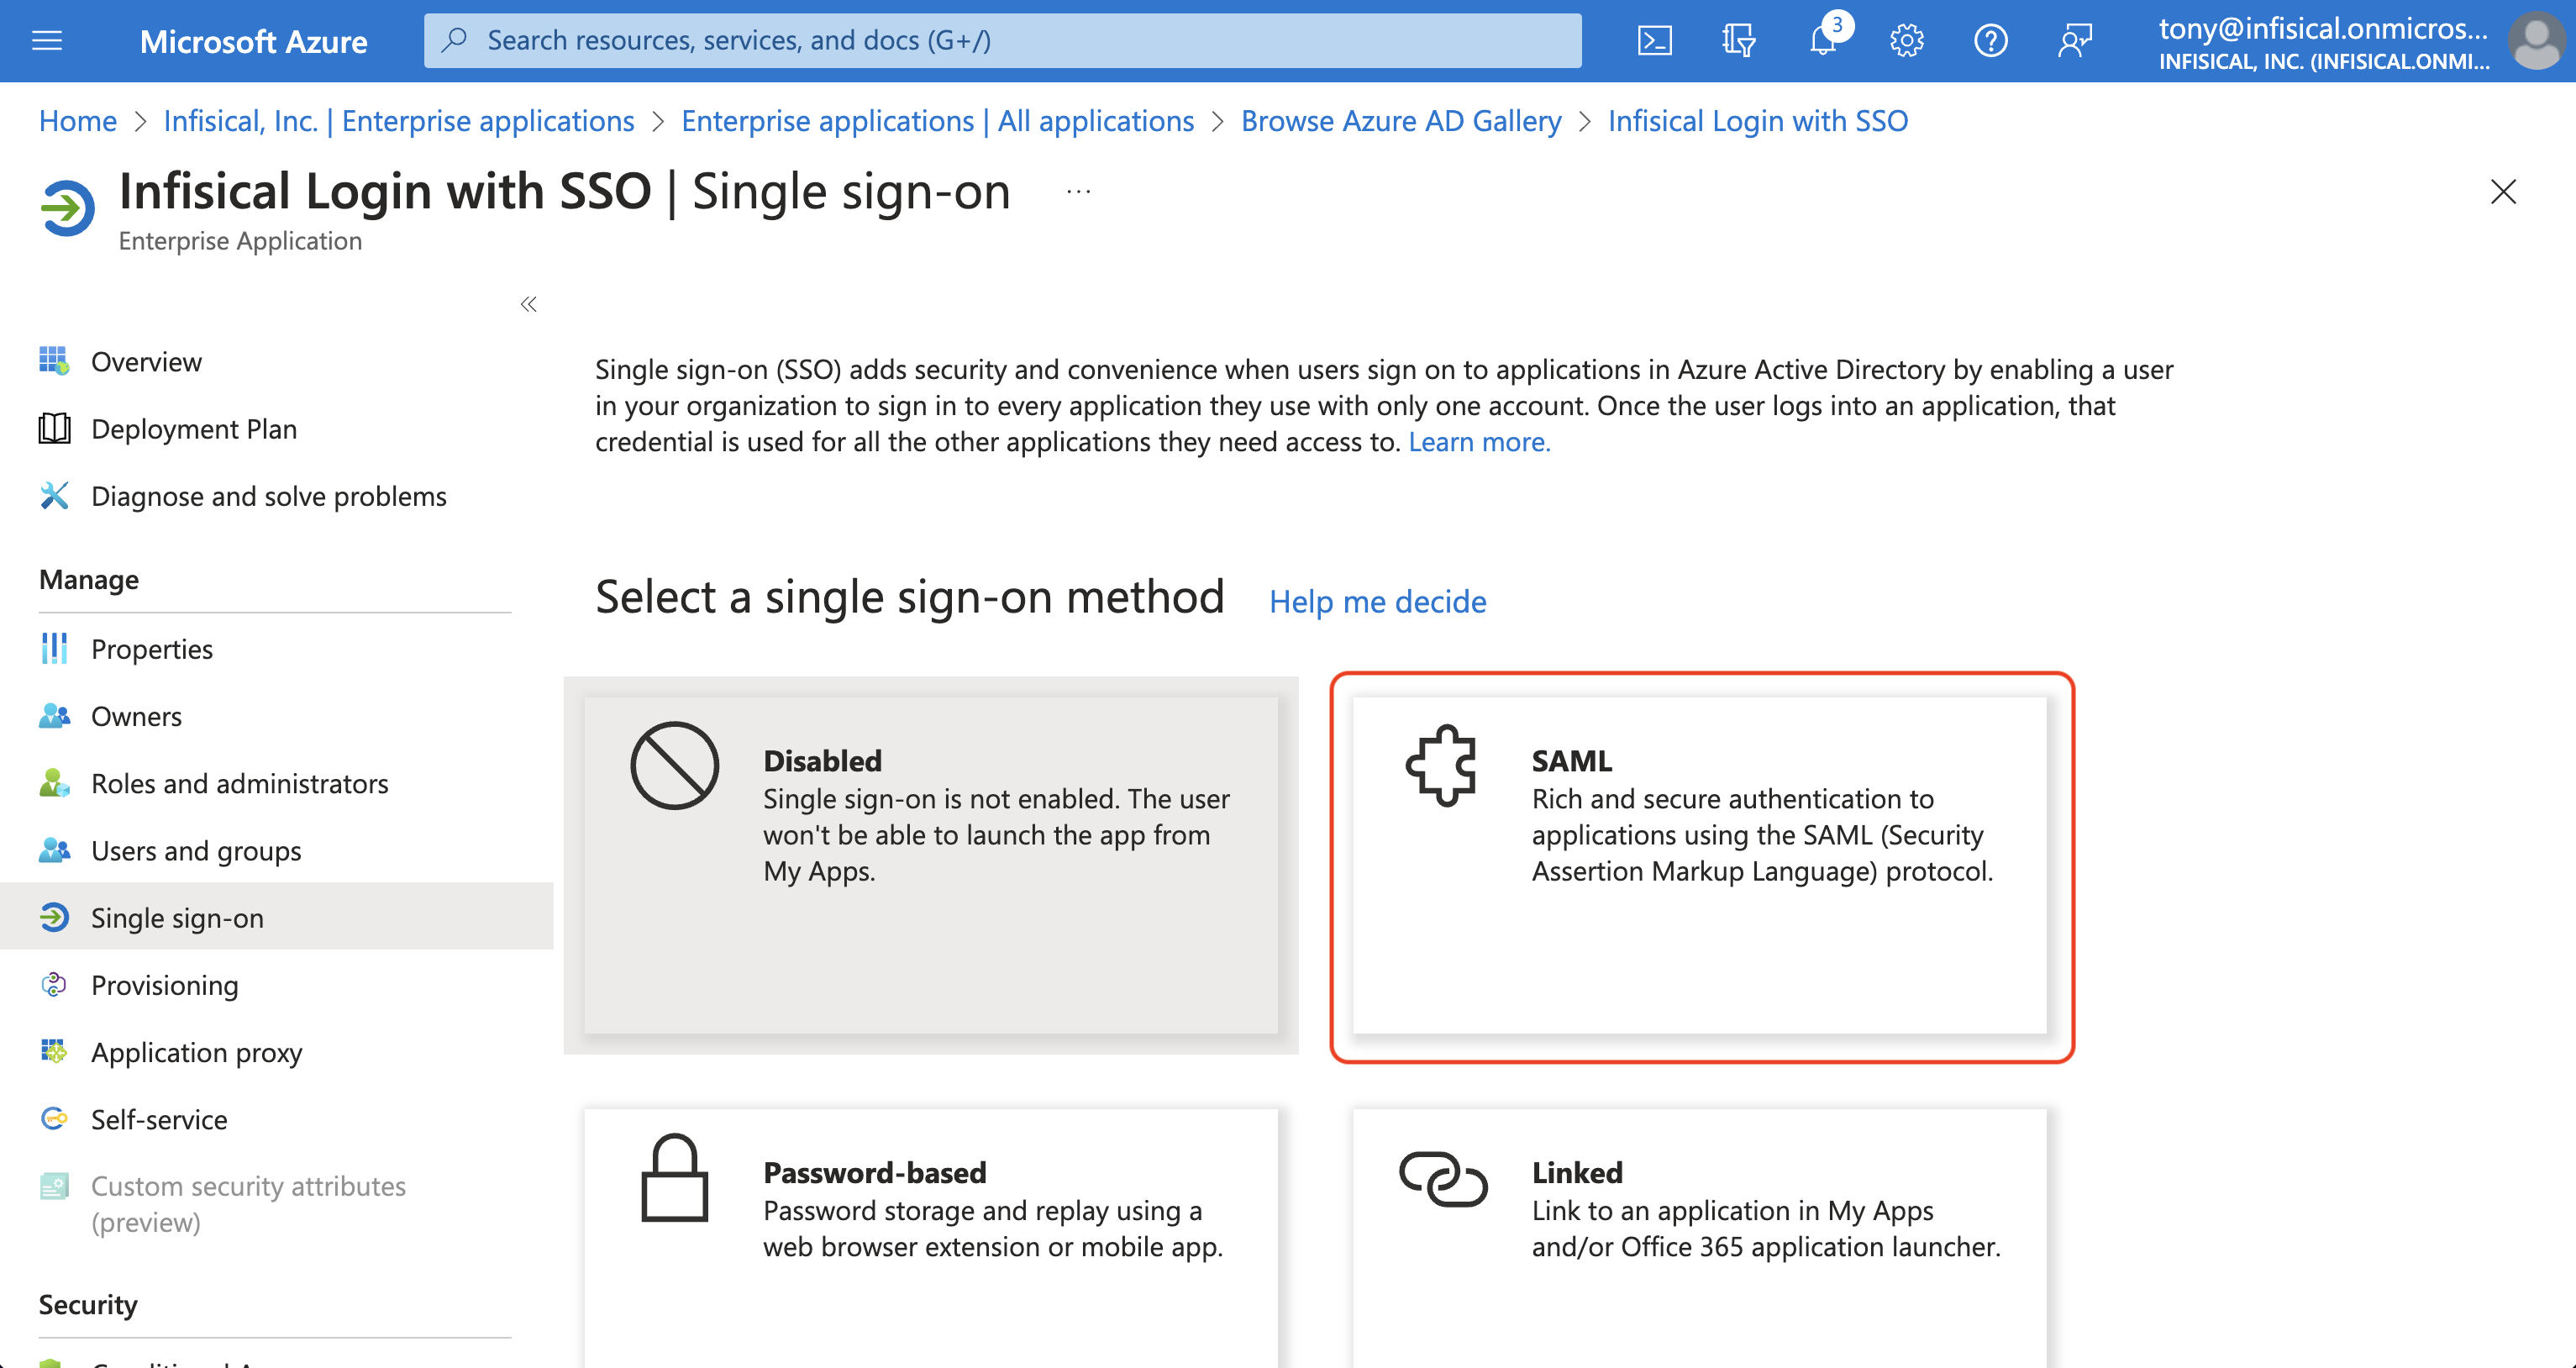 Microsoft Azure
Search resources, services, and docs (G+/)
3
tony@infisical.onmicros...
INFISICAL, INC. (INFISICAL.ONMI...
Home > Infisical, Inc. | Enterprise applications > Enterprise applications | All applications > Browse Azure AD Gallery > Infisical Login with SSO
Infisical Login with SSO | Single sign-on ...
Enterprise Application
Overview
Deployment Plan
Diagnose and solve problems
Manage
Properties
Owners
Roles and administrators
Users and groups
Single sign-on
Provisioning
Application proxy
Self-service
Custom security attributes
(preview)
Security
Single sign-on (SSO) adds security and convenience when users sign on to applications in Azure Active Directory by enabling a user
in your organization to sign in to every application they use with only one account. Once the user logs into an application, that
credential is used for all the other applications they need access to. Learn more.
Select a single sign-on method Help me decide
Disabled
Single sign-on is not enabled. The user
won't be able to launch the app from
My Apps.
SAML
Rich and secure authentication to
applications using the SAML (Security
Assertion Markup Language) protocol.
Password-based
Password storage and replay using a
web browser extension or mobile app.
Linked
Link to an application in My Apps
and/or Office 365 application launcher.